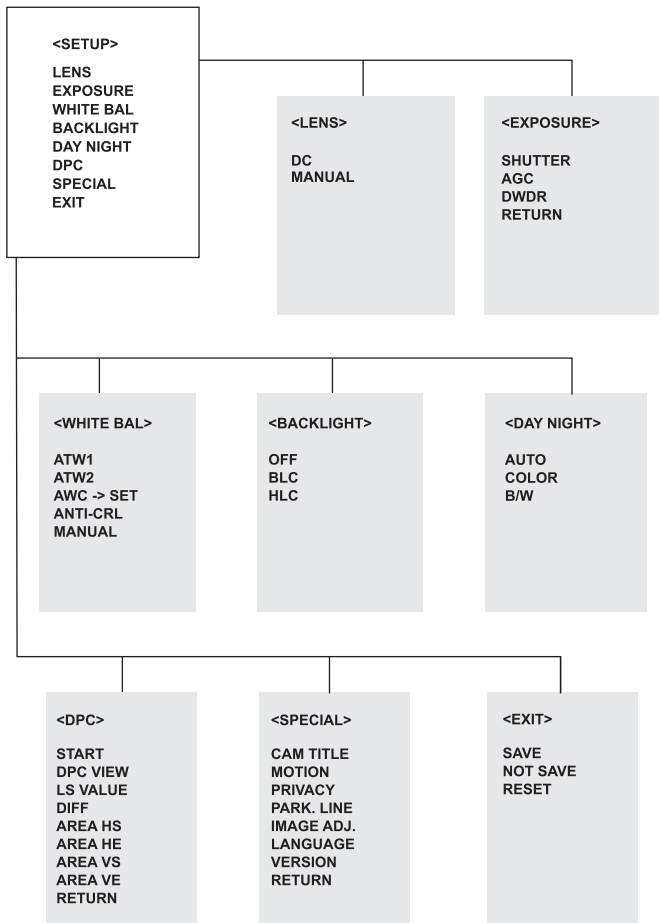 <SETUP>
LENS
EXPOSURE
WHITE BAL
BACKLIGHT
DAY NIGHT
DPC
SPECIAL
EXIT
<LENS>
DC
MANUAL
<EXPOSURE>
SHUTTER
AGC
DWDR
RETURN
<WHITE BAL>
ATW1
ATW2
AWC -> SET
ANTI-CRL
MANUAL
<BACKLIGHT>
OFF
BLC
HLC
<DAY NIGHT>
AUTO
COLOR
B/W
<DPC>
START
DPC VIEW
LS VALUE
DIFF
AREA HS
AREA HE
AREA VS
AREA VE
RETURN
<SPECIAL>
CAM TITLE
MOTION
PRIVACY
PARK. LINE
IMAGE ADJ.
LANGUAGE
VERSION
RETURN
<EXIT>
SAVE
NOT SAVE
RESET